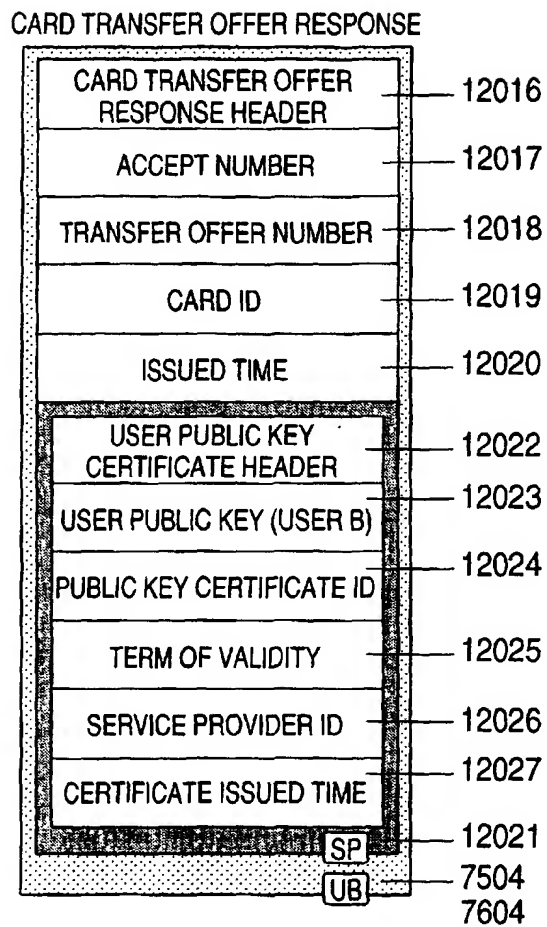 CARD TRANSFER OFFER RESPONSE
CARD TRANSFER OFFER
RESPONSE HEADER
12016
ACCEPT NUMBER
12017
TRANSFER OFFER NUMBER
12018
CARD ID
12019
ISSUED TIME
12020
USER PUBLIC KEY
CERTIFICATE HEADER
12022
USER PUBLIC KEY (USER B)
12023
PUBLIC KEY CERTIFICATE ID
12024
TERM OF VALIDITY
12025
SERVICE PROVIDER ID
12026
CERTIFICATE ISSUED TIME
12027
SP
12021
UB
7504
7604